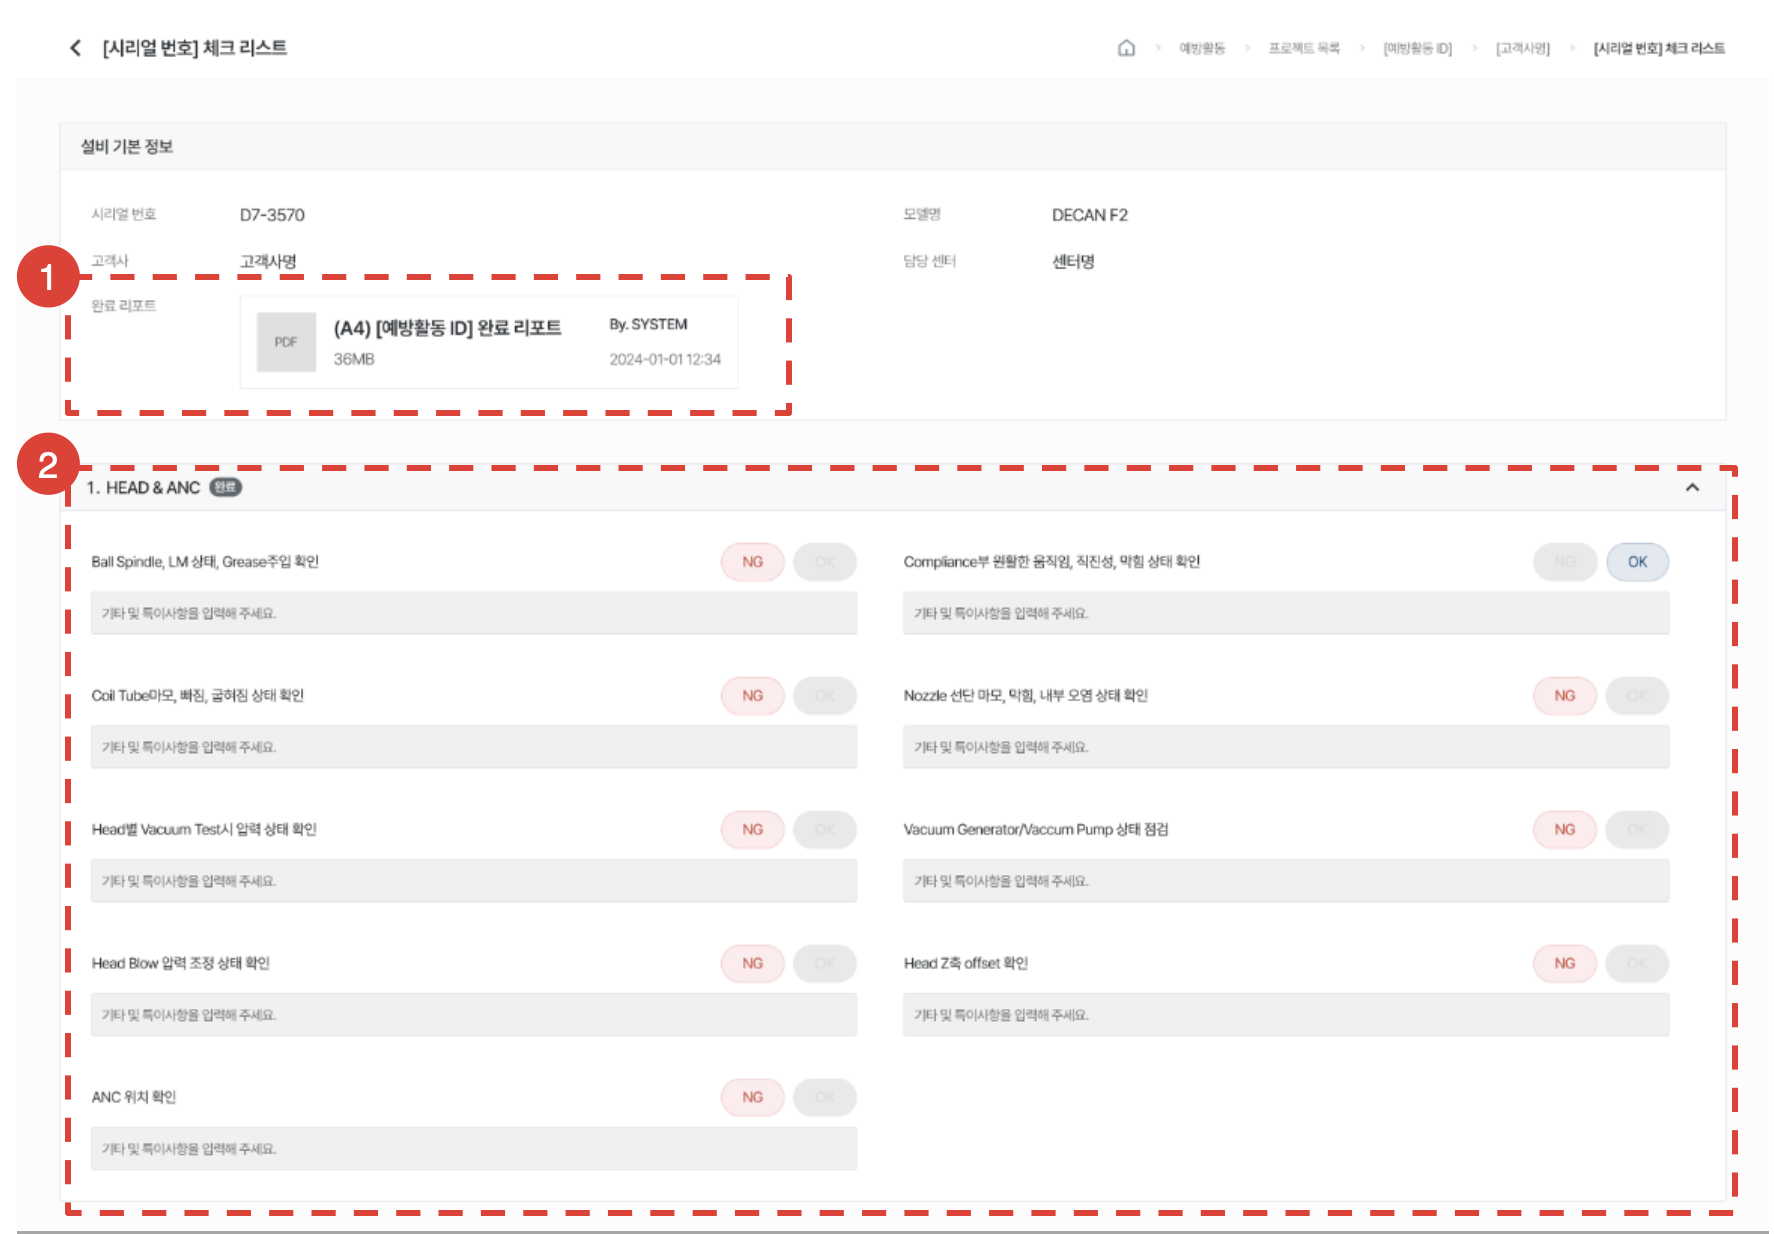 [시리얼 번호] 체크 리스트
예방활동 > 프로젝트 목록 > [예방활동 ID] > [고객사명] > [시리얼 번호] 체크 리스트
설비 기본 정보
시리얼 번호 D7-3570 모델명 DECAN F2
1
고객사 고객사명 담당 센터 센터명
완료 리포트
PDF
(A4) [예방활동 ID] 완료 리포트 By. SYSTEM
36MB 2024-01-01 12:34
2
1. HEAD & ANC 완료
Ball Spindle, LM 상태, Grease주입 확인 NG OK
기타 및 특이사항을 입력해 주세요.
Compliance부 원활한 움직임, 직진성, 막힘 상태 확인 NG OK
기타 및 특이사항을 입력해 주세요.
Coil Tube마모, 빠짐, 굽혀짐 상태 확인 NG OK
기타 및 특이사항을 입력해 주세요.
Nozzle 선단 마모, 막힘, 내부 오염 상태 확인 NG OK
기타 및 특이사항을 입력해 주세요.
Head별 Vacuum Test시 압력 상태 확인 NG OK
기타 및 특이사항을 입력해 주세요.
Vacuum Generator/Vaccum Pump 상태 점검 NG OK
기타 및 특이사항을 입력해 주세요.
Head Blow 압력 조정 상태 확인 NG OK
기타 및 특이사항을 입력해 주세요.
Head Z축 offset 확인 NG OK
기타 및 특이사항을 입력해 주세요.
ANC 위치 확인 NG OK
기타 및 특이사항을 입력해 주세요.